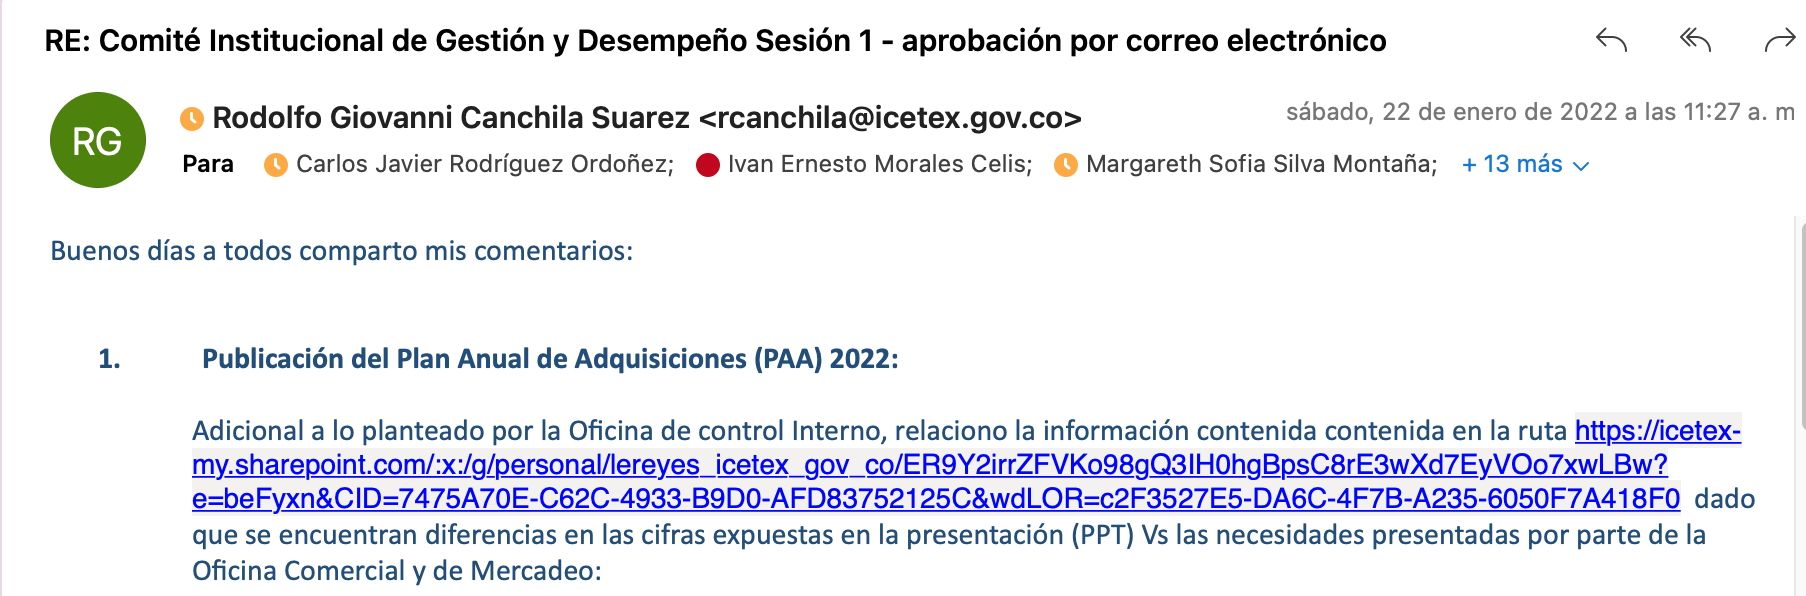 RE: Comité Institucional de Gestión y Desempeño Sesión 1 - aprobación por correo electrónico
RG
Rodolfo Giovanni Canchila Suarez <rcanchila@icetex.gov.co>
sábado, 22 de enero de 2022 a las 11:27 a. m
Para Carlos Javier Rodríguez Ordoñez; Ivan Ernesto Morales Celis; Margareth Sofia Silva Montaña; + 13 más
Buenos días a todos comparto mis comentarios:
1. Publicación del Plan Anual de Adquisiciones (PAA) 2022:
Adicional a lo planteado por la Oficina de control Interno, relaciono la información contenida contenida en la ruta https://icetex-
my.sharepoint.com/:x:/g/personal/lereyes_icetex_gov_co/ER9Y2irrZFVKo98gQ3IH0hgBpsC8rE3wXd7EyVOo7xwLBw?
e=beFyxn&CID=7475A70E-C62C-4933-B9D0-AFD83752125C&wdLOR=c2F3527E5-DA6C-4F7B-A235-6050F7A418F0 dado
que se encuentran diferencias en las cifras expuestas en la presentación (PPT) Vs las necesidades presentadas por parte de la
Oficina Comercial y de Mercadeo: